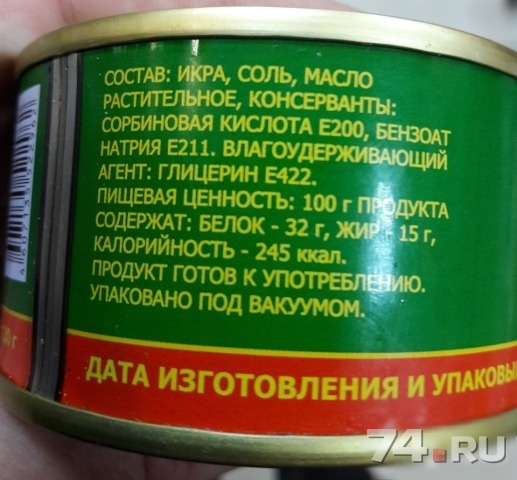 СОСТАВ: ИКРА, СОЛЬ, МАСЛО
РАСТИТЕЛЬНОЕ, КОНСЕРВАНТЫ:
СОРБИНОВАЯ КИСЛОТА Е200, БЕНЗОАТ
НАТРИЯ Е211. ВЛАГОУДЕРЖИВАЮЩИЙ
АГЕНТ: ГЛИЦЕРИН Е422.
ПИЩЕВАЯ ЦЕННОСТЬ: 100 г ПРОДУКТА
СОДЕРЖАТ: БЕЛОК - 32 г, ЖИР - 15 г,
КАЛОРИЙНОСТЬ - 245 ккал.
ПРОДУКТ ГОТОВ К УПОТРЕБЛЕНИЮ.
УПАКОВАНО ПОД ВАКУУМОМ.
ДАТА ИЗГОТОВЛЕНИЯ И УПАКОВЫ
74.RU